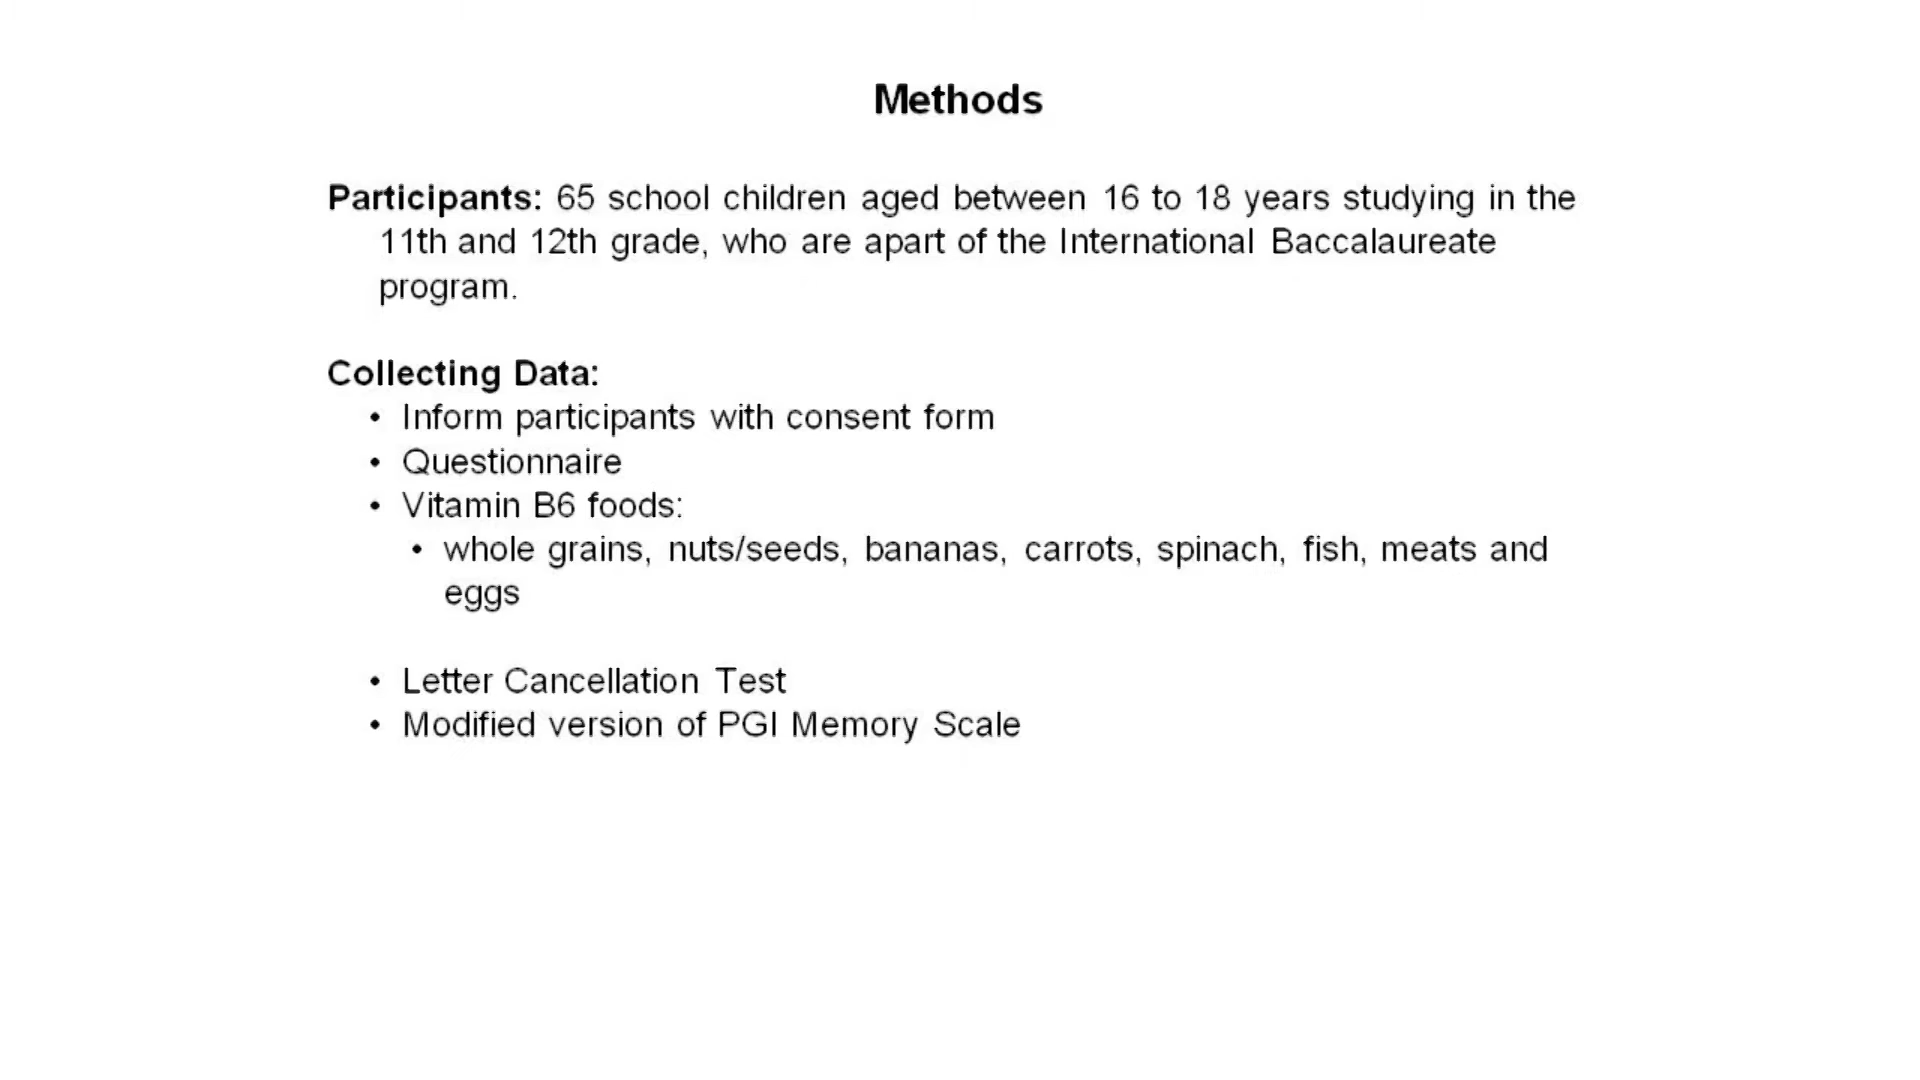 Methods
Participants: 65 school children aged between 16 to 18 years studying in the
11th and 12th grade, who are apart of the International Baccalaureate
program.
Collecting Data:
• Inform participants with consent form
• Questionnaire
• Vitamin B6 foods:
• whole grains, nuts/seeds, bananas, carrots, spinach, fish, meats and
eggs
• Letter Cancellation Test
• Modified version of PGI Memory Scale